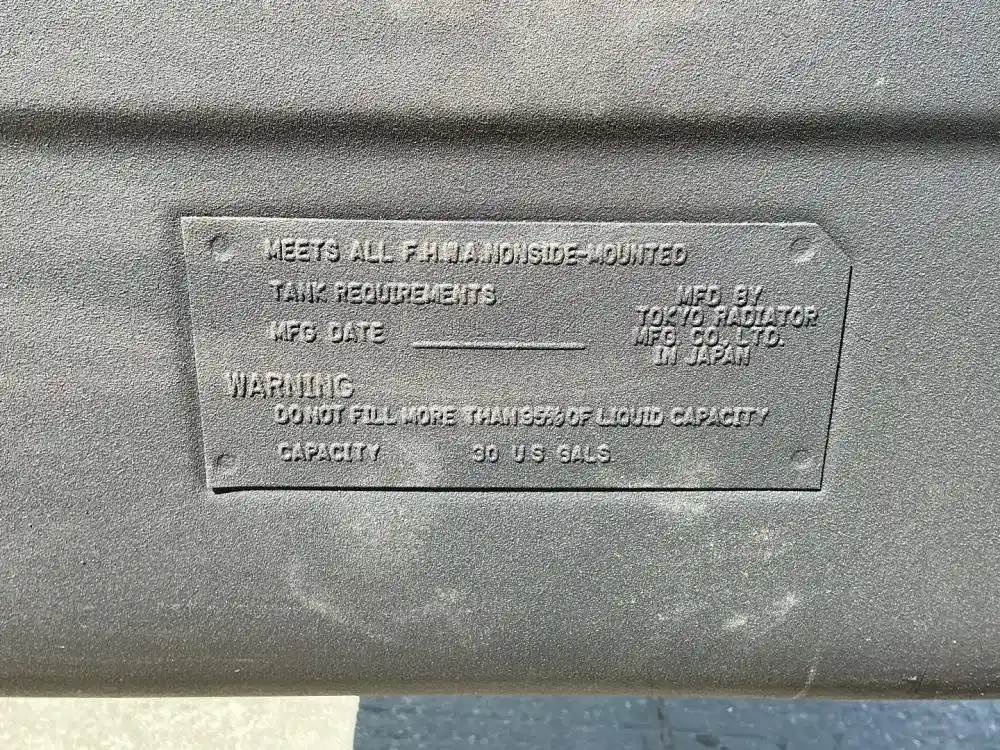 MEETS ALL F.H.W.A.NONSIDE-MOUNTED
TANK REQUIREMENTS
MFG DATE
MFD BY
TOKYO RADIATOR
MFG. CO., LTD.
IN JAPAN
WARNING
DO NOT FILL MORE THAN 95% OF LIQUID CAPACITY
CAPACITY 30 US GALS